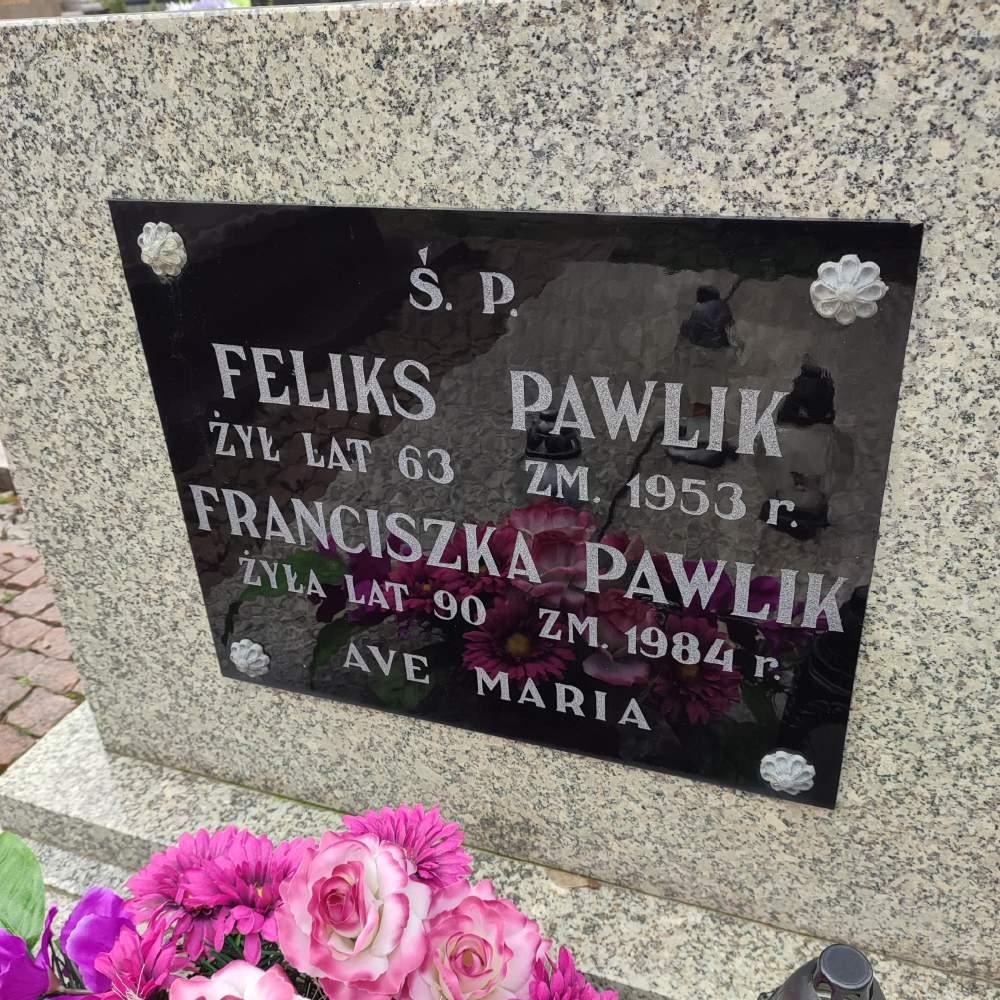 Ś. P.
FELIKS PAWLIK
ŻYŁ LAT 63 ZM. 1953 r.
FRANCISZKA PAWLIK
ŻYŁA LAT 90 ZM. 1984 r.
AVE MARIA